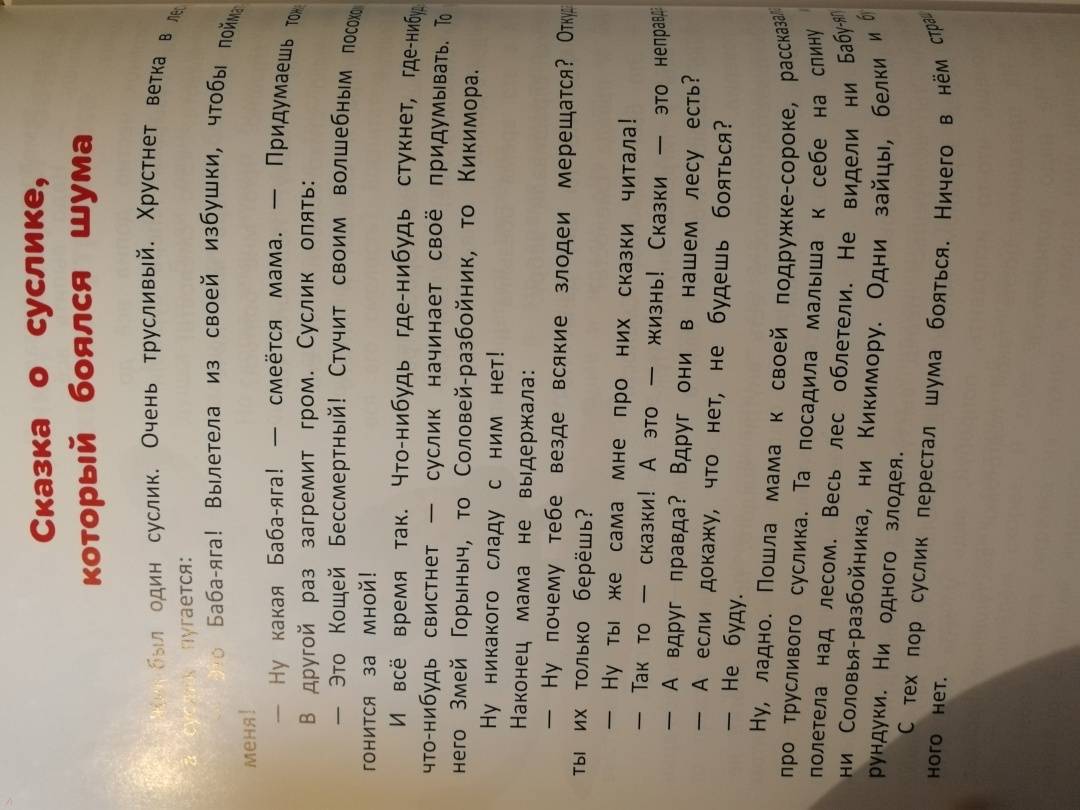 Сказка о суслике,
который боялся шума
был один суслик. Очень трусливый. Хрустнет ветка в
пугается:
Это Баба-яга! Вылетела из своей избушки, чтобы
меня!
— Ну какая Баба-яга! — смеётся мама. — Придумаешь тоже
В другой раз загремит гром. Суслик опять:
— Это Кощей Бессмертный! Стучит своим волшебным
гонится за мной!
И всё время так. Что-нибудь где-нибудь стукнет, где-нибудь
что-нибудь свистнет — суслик начинает своё придумывать. То
него Змей Горыныч, то Соловей-разбойник, то Кикимора.
Ну никакого сладу с ним нет!
Наконец мама не выдержала:
— Ну почему тебе везде всякие злодеи мерещатся?
ты их только берёшь?
— Ну ты же сама мне про них сказки читала!
— Так то — сказки! А это — жизнь! Сказки — это неправда
— А вдруг правда? Вдруг они в нашем лесу есть?
— А если докажу, что нет, не будешь бояться?
— Не буду.
Ну, ладно. Пошла мама к своей подружке-сороке,
про трусливого суслика. Та посадила малыша к себе на спину
полетела над лесом. Весь лес облетели. Не видели ни
ни Соловья-разбойника, ни Кикимору. Одни зайцы, белки и
рундуки. Ни одного злодея.
С тех пор суслик перестал шума бояться. Ничего в нём
ного нет.